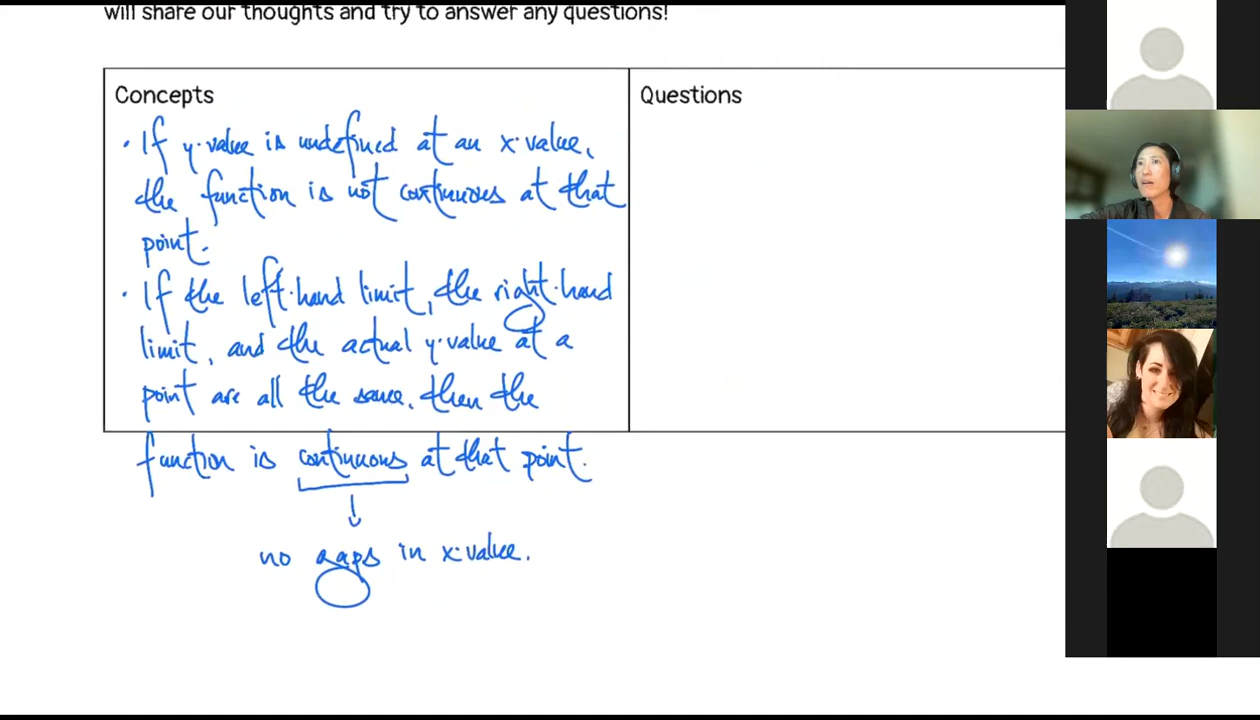 will share our thoughts and try to answer any questions!
Concepts
• If y-value is undefined at an x-value,
the function is not continuous at that
point.
• If the left-hand limit, the right-hand
limit, and the actual y-value at a
point are all the same, then the
function is continuous at that point.
no gaps in x-value.
Questions